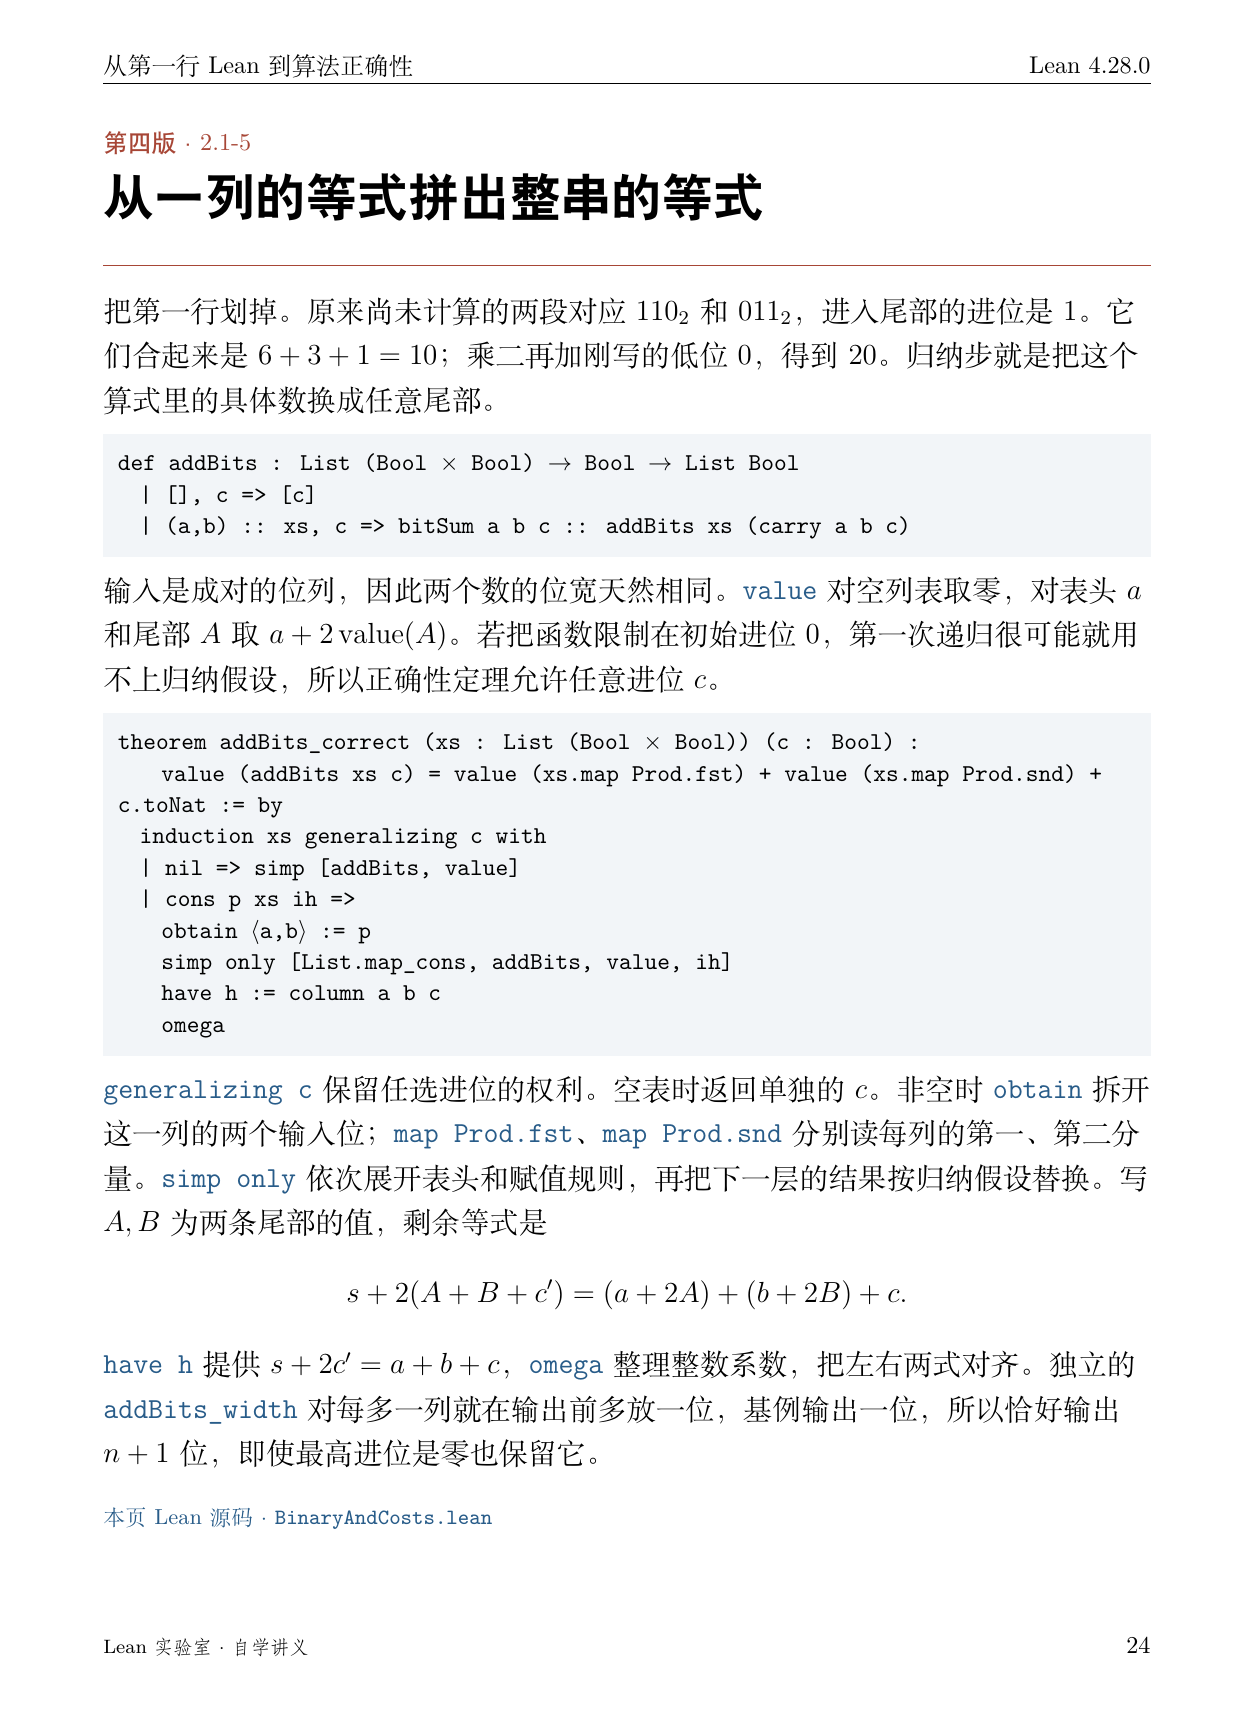 从第一行 Lean 到算法正确性
Lean 4.28.0
第四版 · 2.1-5
从一列的等式拼出整串的等式
把第一行划掉。原来尚未计算的两段对应 110₂ 和 011₂，进入尾部的进位是 1。它
们合起来是 6 + 3 + 1 = 10；乘二再加刚写的低位 0，得到 20。归纳步就是把这个
算式里的具体数换成任意尾部。
def addBits : List (Bool × Bool) → Bool → List Bool
  | [], c => [c]
  | (a,b) :: xs, c => bitSum a b c :: addBits xs (carry a b c)
输入是成对的位列，因此两个数的位宽天然相同。value 对空列表取零，对表头 a
和尾部 A 取 a + 2 value(A)。若把函数限制在初始进位 0，第一次递归很可能就用
不上归纳假设，所以正确性定理允许任意进位 c。
theorem addBits_correct (xs : List (Bool × Bool)) (c : Bool) :
    value (addBits xs c) = value (xs.map Prod.fst) + value (xs.map Prod.snd) +
c.toNat := by
  induction xs generalizing c with
  | nil => simp [addBits, value]
  | cons p xs ih =>
    obtain ⟨a,b⟩ := p
    simp only [List.map_cons, addBits, value, ih]
    have h := column a b c
    omega
generalizing c 保留任选进位的权利。空表时返回单独的 c。非空时 obtain 拆开
这一列的两个输入位；map Prod.fst、map Prod.snd 分别读每列的第一、第二分
量。simp only 依次展开表头和赋值规则，再把下一层的结果按归纳假设替换。写
A, B 为两条尾部的值，剩余等式是
s + 2(A + B + c′) = (a + 2A) + (b + 2B) + c.
have h 提供 s + 2c′ = a + b + c，omega 整理整数系数，把左右两式对齐。独立的
addBits_width 对每多一列就在输出前多放一位，基例输出一位，所以恰好输出
n + 1 位，即使最高进位是零也保留它。
本页 Lean 源码 · BinaryAndCosts.lean
Lean 实验室 · 自学讲义
24